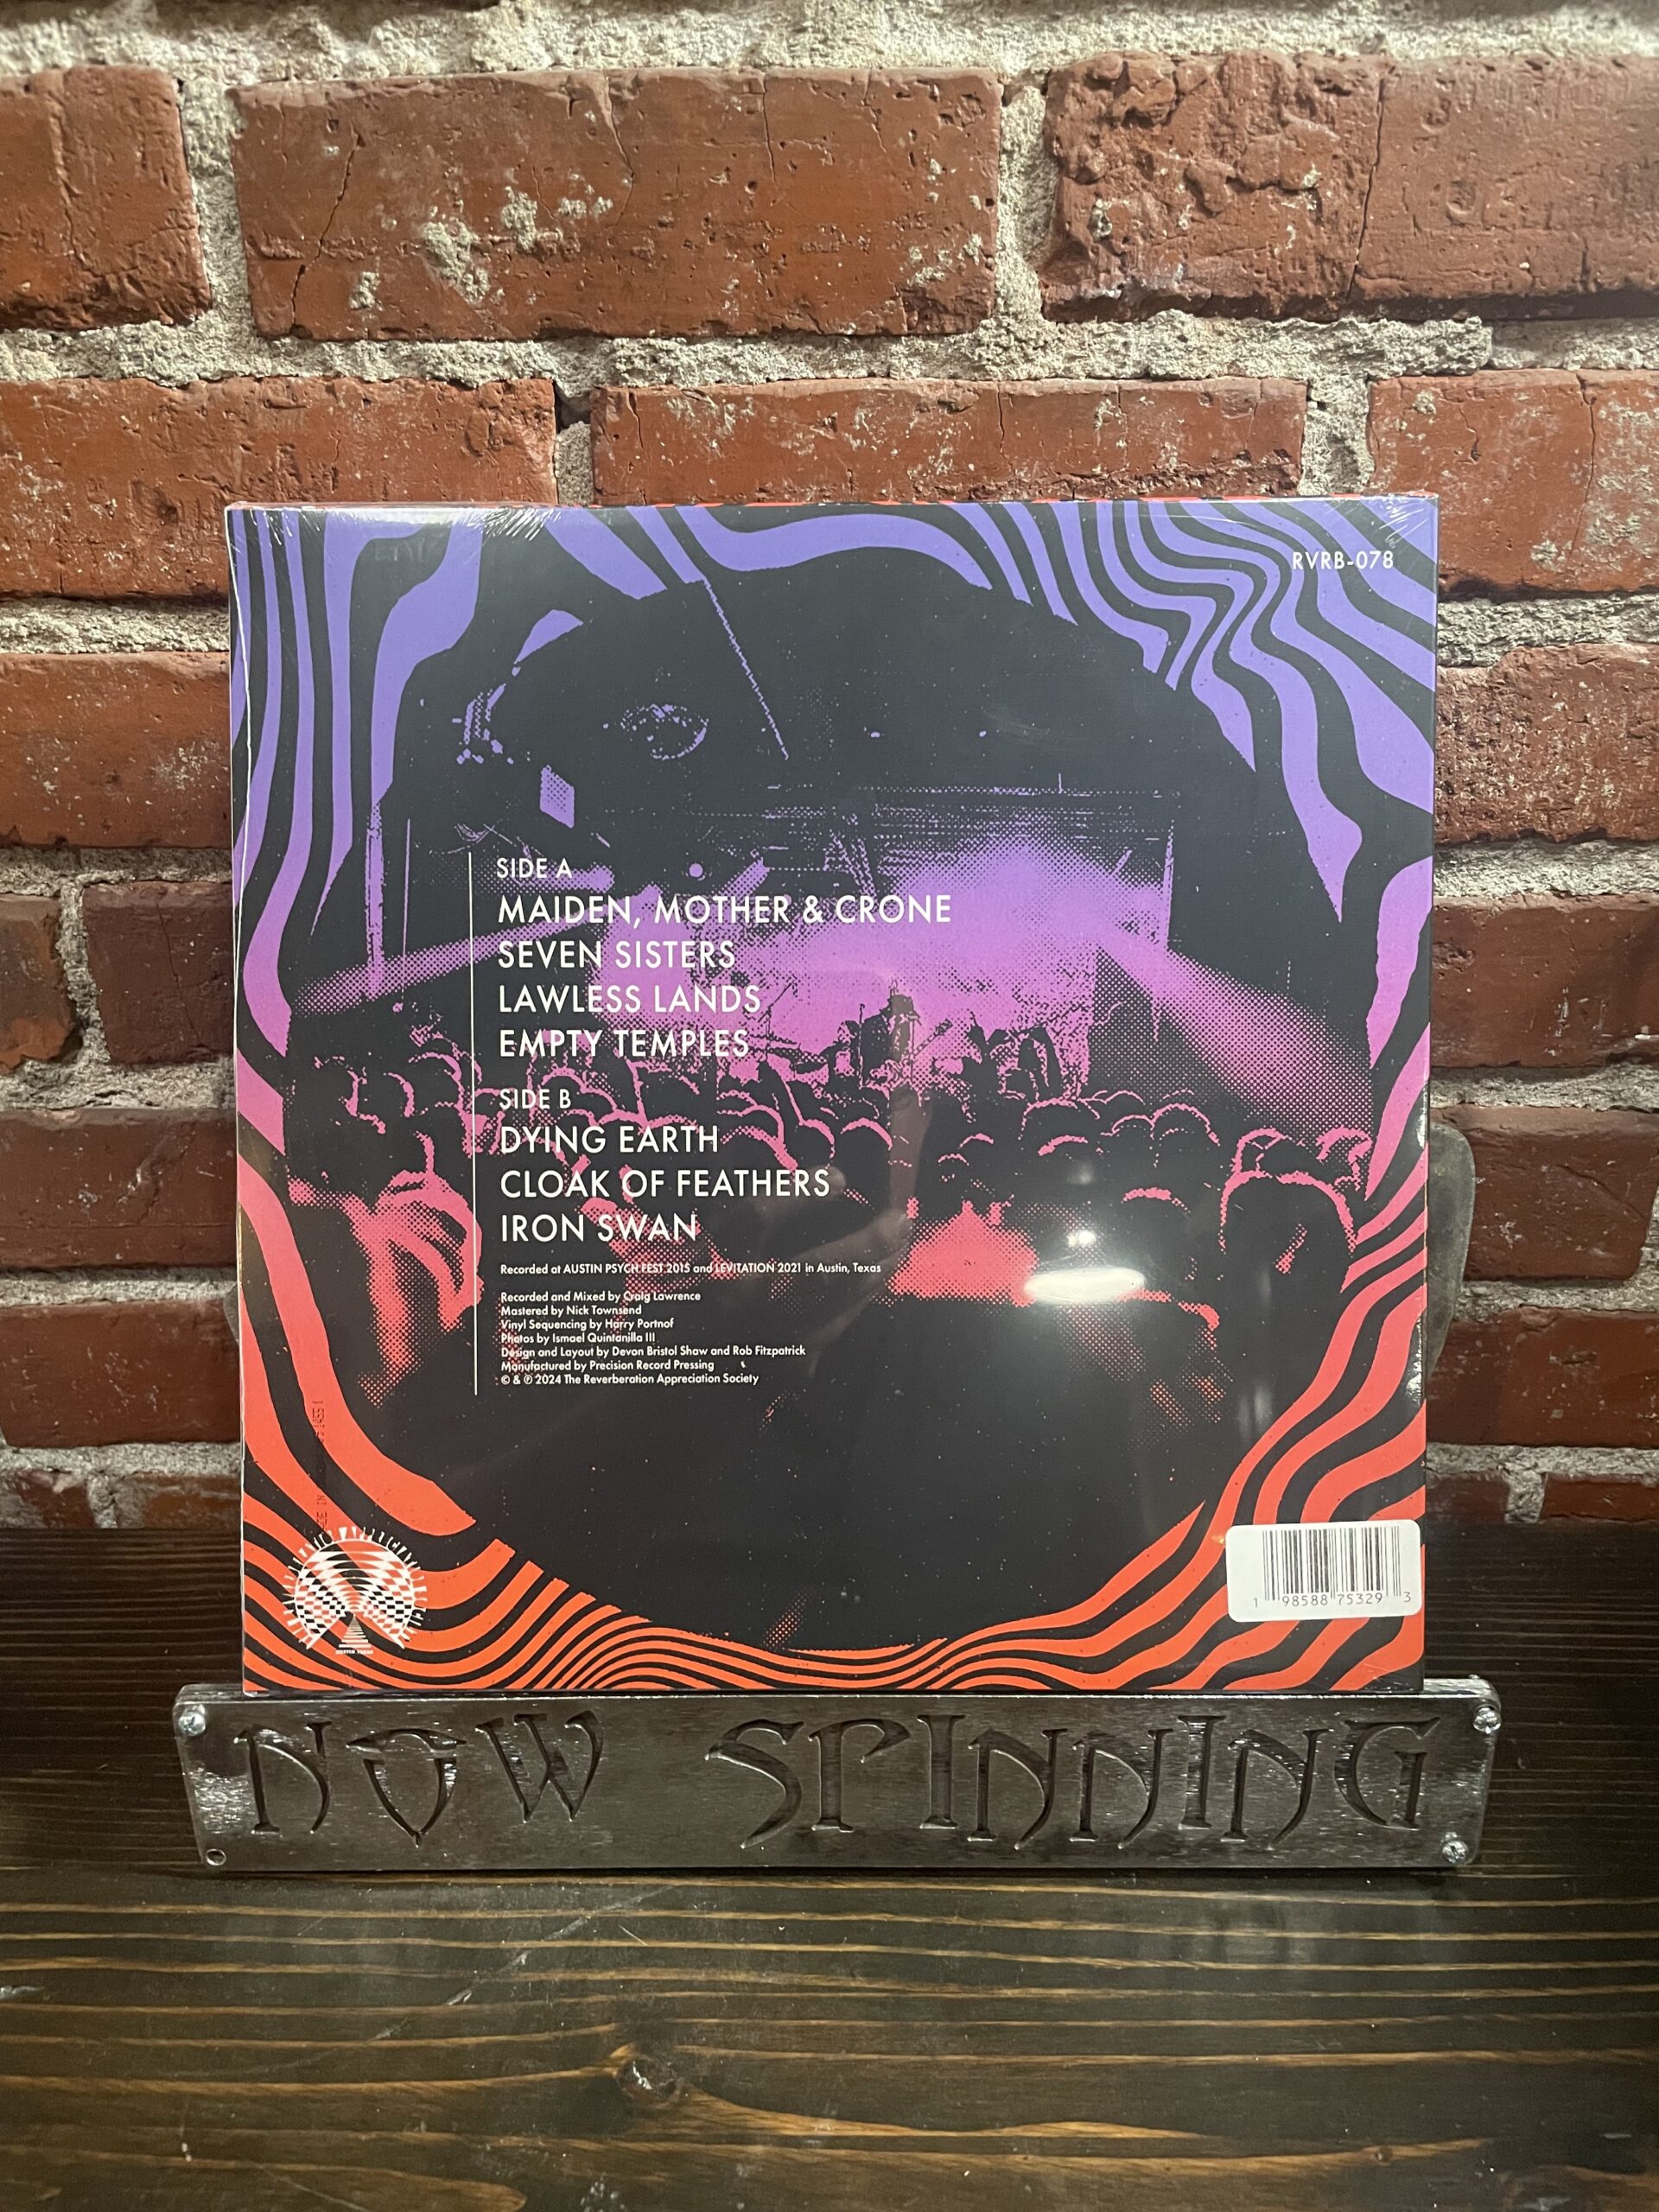 RVRB-078
SIDE A
MAIDEN, MOTHER & CRONE
SEVEN SISTERS
LAWLESS LANDS
EMPTY TEMPLES
SIDE B
DYING EARTH
CLOAK OF FEATHERS
IRON SWAN
Recorded at AUSTIN PSYCH FEST 2015 and LEVITATION 2021 in Austin, Texas
Recorded and Mixed by Craig Lawrence
Mastered by Nick Townsend
Vinyl Sequencing by Harry Portnof
Photos by Ismael Quintanilla III
Design and Layout by Devon Bristol Shaw and Rob Fitzpatrick
Manufactured by Precision Record Pressing
© & ℗ 2024 The Reverberation Appreciation Society
1 98588 75329 3
NOW SPINNING